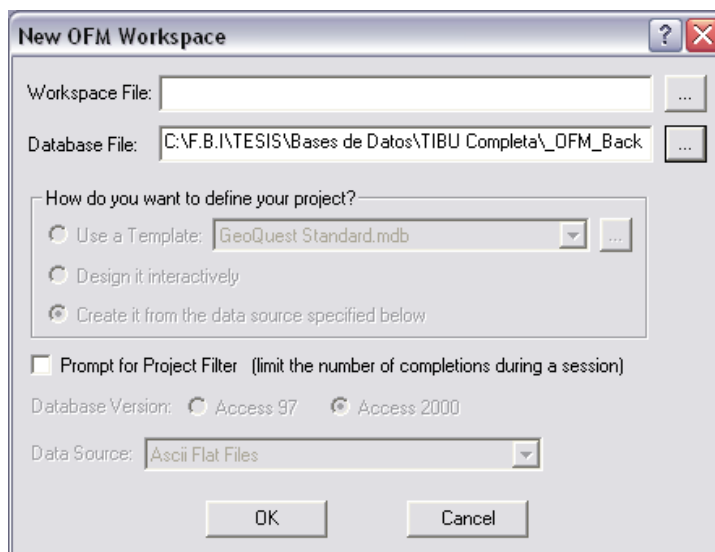 New OFM Workspace
Workspace File: ...
Database File: C:\F.B.I\TESIS\Bases de Datos\TIBU Completa\_OFM_Back ...
How do you want to define your project?
Use a Template: GeoQuest Standard.mdb ...
Design it interactively
Create it from the data source specified below
Prompt for Project Filter (limit the number of completions during a session)
Database Version: Access 97 Access 2000
Data Source: Ascii Flat Files
OK Cancel